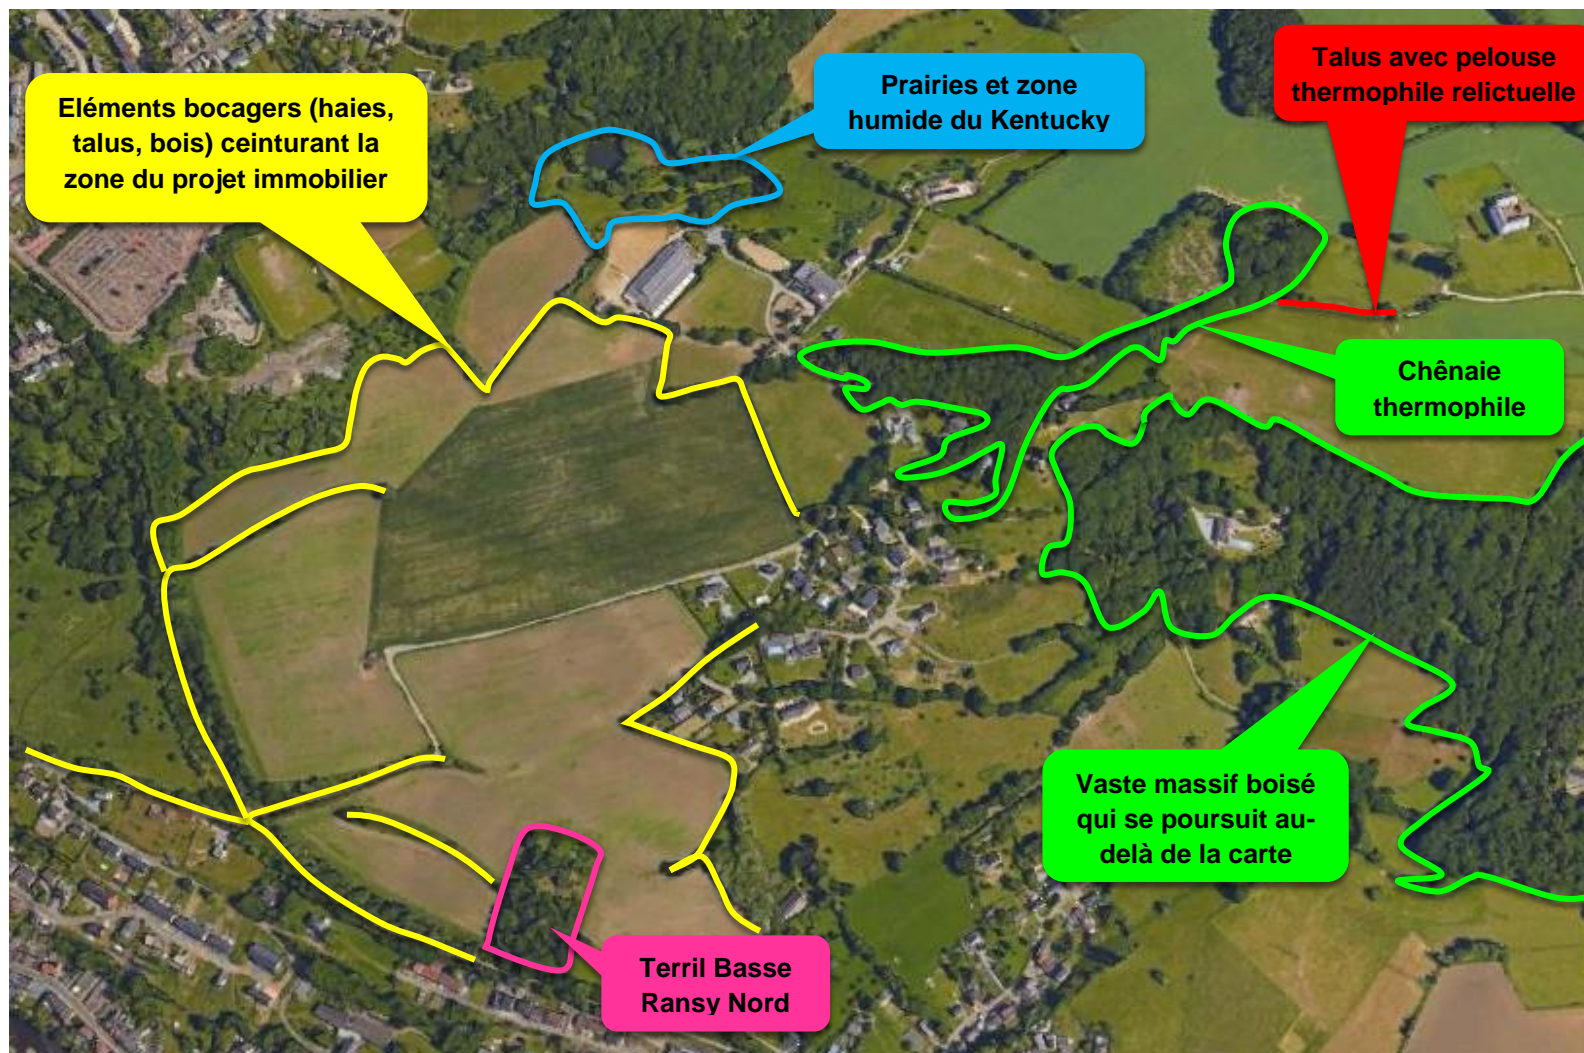 Eléments bocagers (haies,
talus, bois) ceinturant la
zone du projet immobilier
Prairies et zone
humide du Kentucky
Talus avec pelouse
thermophile relictuelle
Chênaie
thermophile
Vaste massif boisé
qui se poursuit au-
delà de la carte
Terril Basse
Ransy Nord